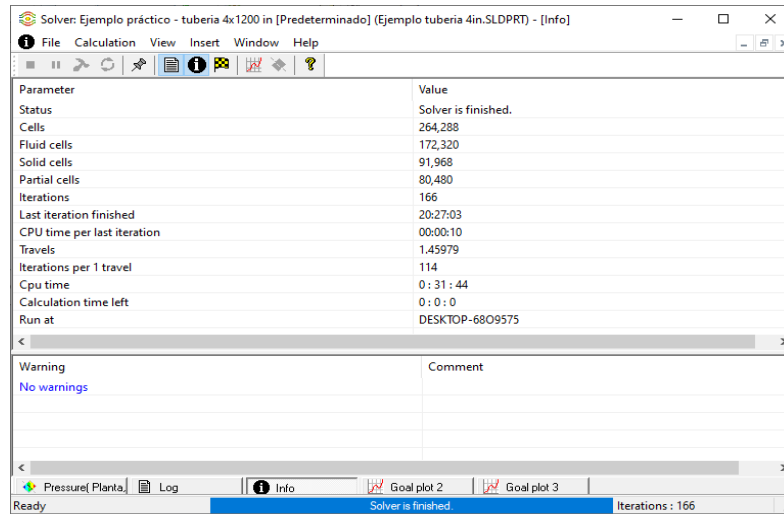 Solver: Ejemplo práctico - tuberia 4x1200 in [Predeterminado] (Ejemplo tuberia 4in.SLDPRT) - [Info]
File Calculation View Insert Window Help
Parameter Value
Status Solver is finished.
Cells 264,288
Fluid cells 172,320
Solid cells 91,968
Partial cells 80,480
Iterations 166
Last iteration finished 20:27:03
CPU time per last iteration 00:00:10
Travels 1.45979
Iterations per 1 travel 114
Cpu time 0 : 31 : 44
Calculation time left 0 : 0 : 0
Run at DESKTOP-68O9575
Warning Comment
No warnings
Pressure( Planta, Log Info Goal plot 2 Goal plot 3
Ready Solver is finished. Iterations : 166